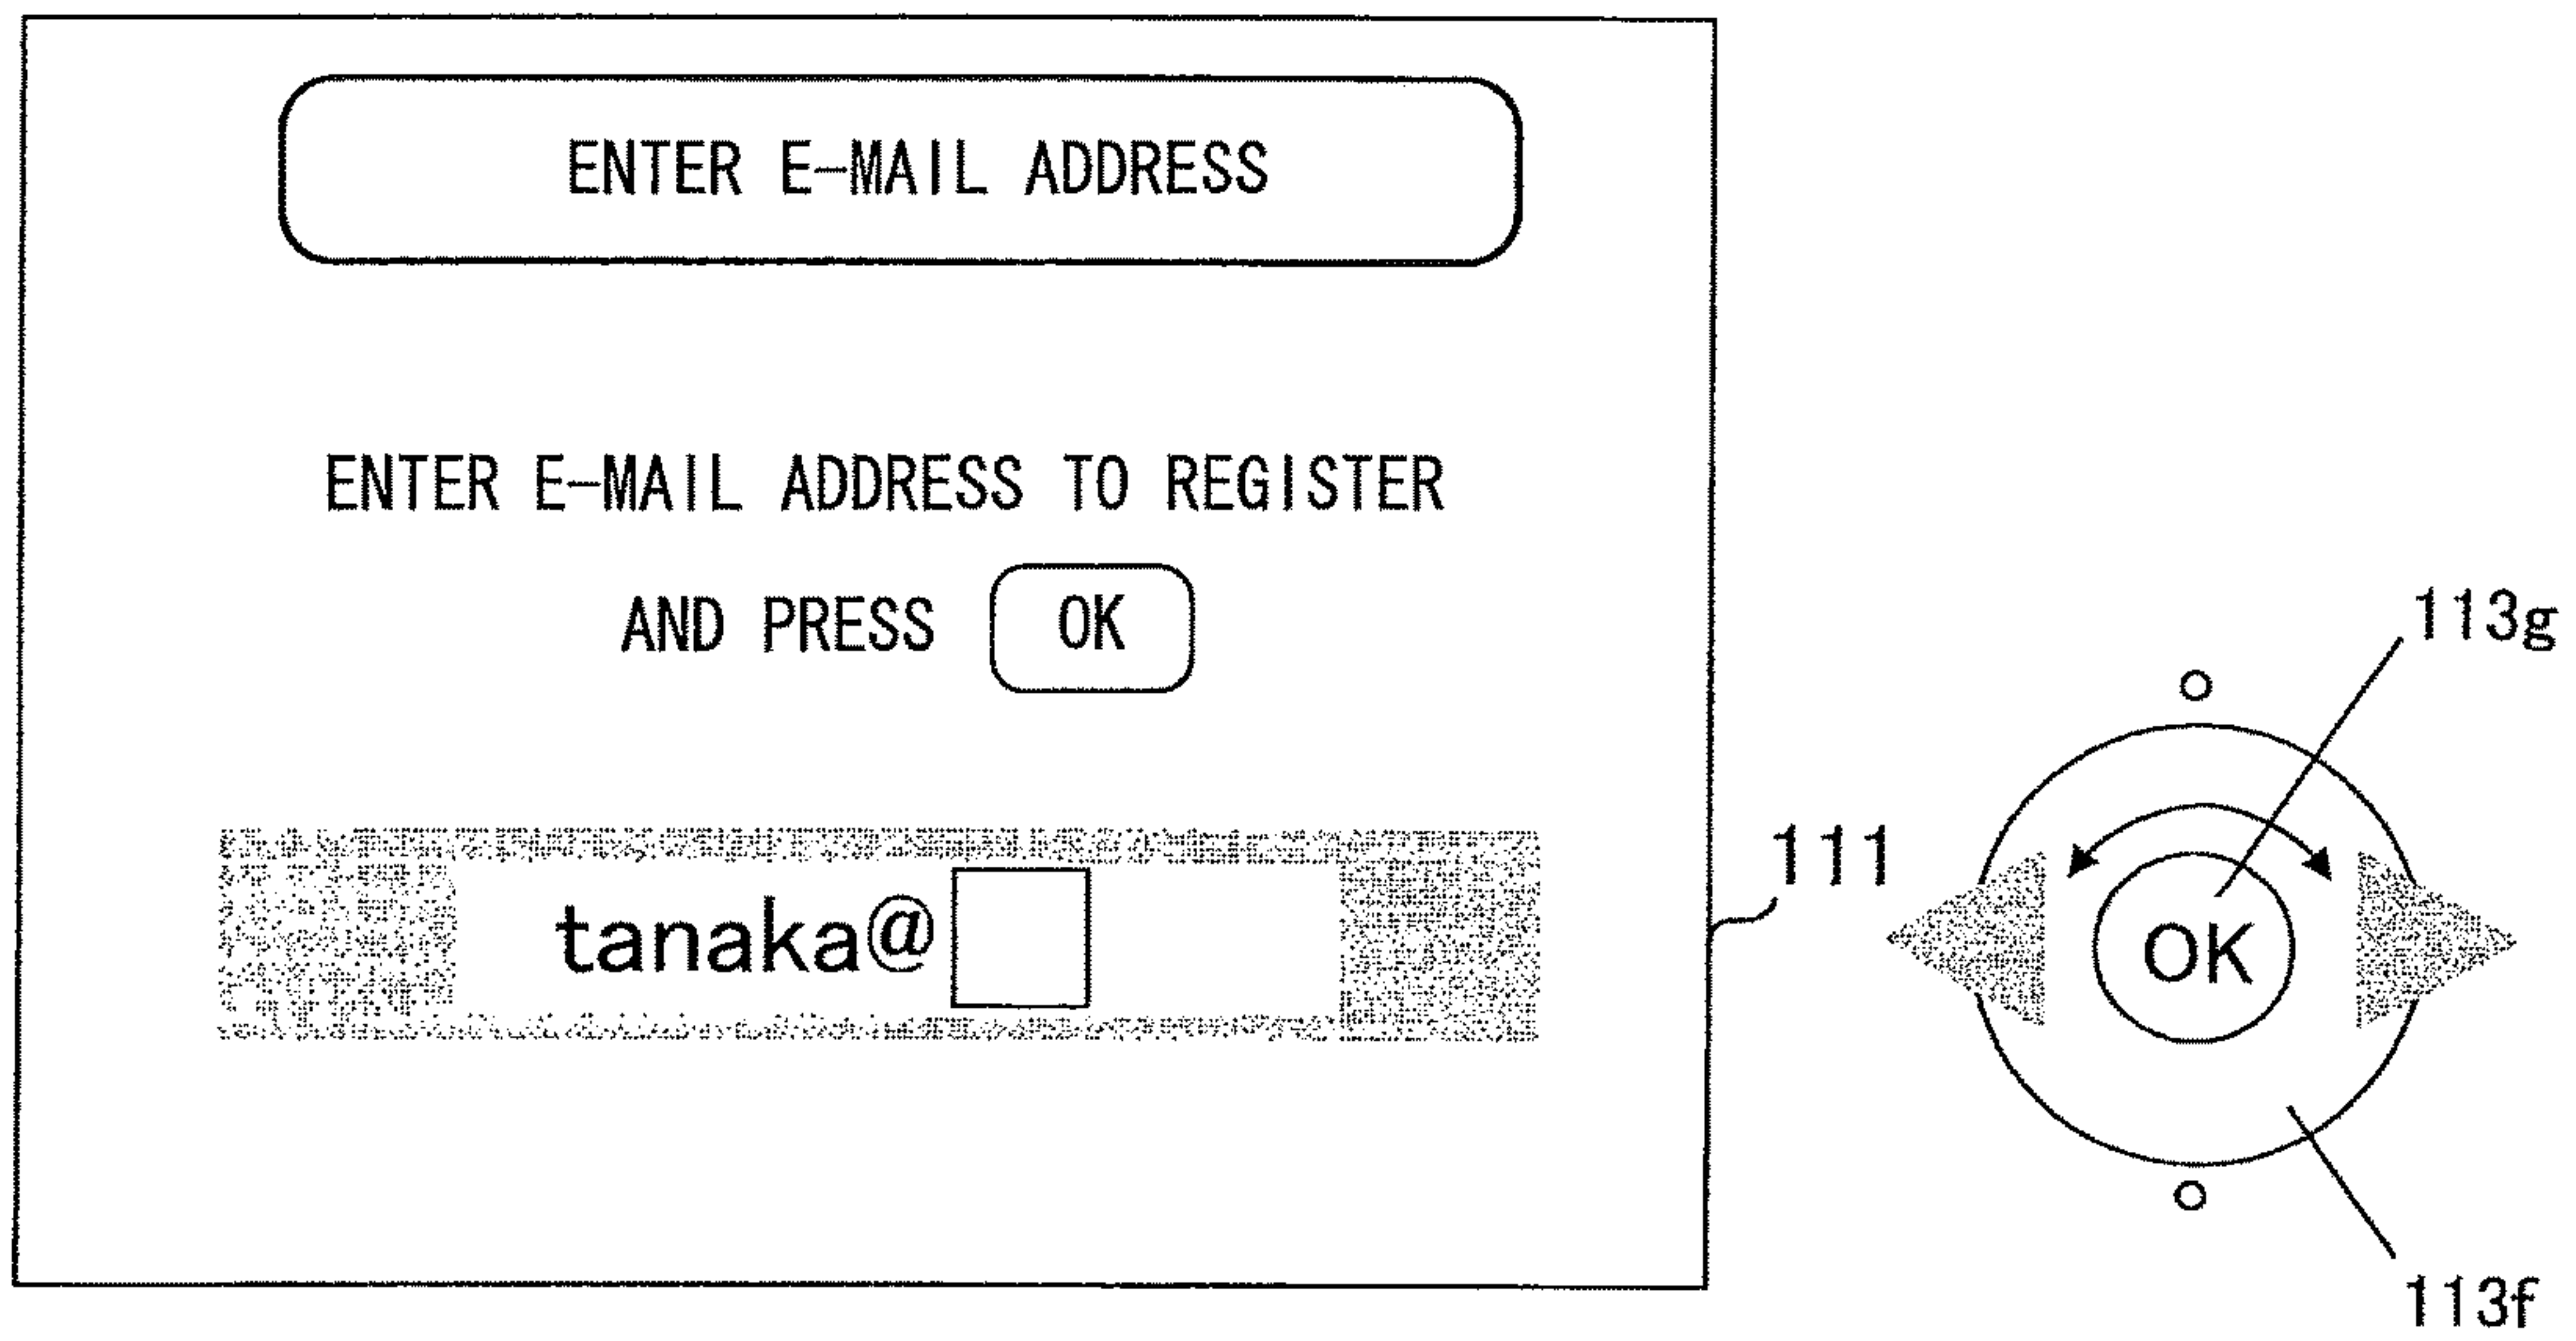 ENTER E-MAIL ADDRESS
ENTER E-MAIL ADDRESS TO REGISTER
AND PRESS OK
tanaka@
111
113g
OK
113f